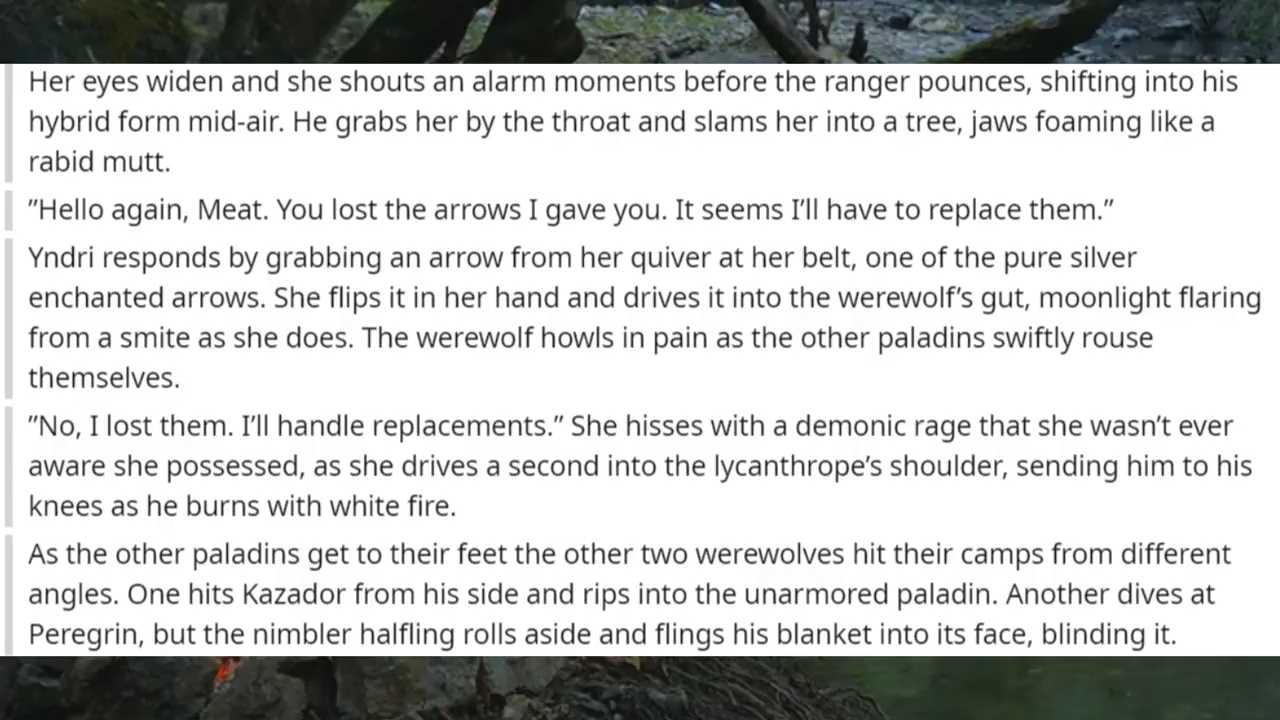 Her eyes widen and she shouts an alarm moments before the ranger pounces, shifting into his
hybrid form mid-air. He grabs her by the throat and slams her into a tree, jaws foaming like a
rabid mutt.
”Hello again, Meat. You lost the arrows I gave you. It seems I’ll have to replace them.”
Yndri responds by grabbing an arrow from her quiver at her belt, one of the pure silver
enchanted arrows. She flips it in her hand and drives it into the werewolf’s gut, moonlight flaring
from a smite as she does. The werewolf howls in pain as the other paladins swiftly rouse
themselves.
”No, I lost them. I’ll handle replacements.” She hisses with a demonic rage that she wasn’t ever
aware she possessed, as she drives a second into the lycanthrope’s shoulder, sending him to his
knees as he burns with white fire.
As the other paladins get to their feet the other two werewolves hit their camps from different
angles. One hits Kazador from his side and rips into the unarmored paladin. Another dives at
Peregrin, but the nimbler halfling rolls aside and flings his blanket into its face, blinding it.